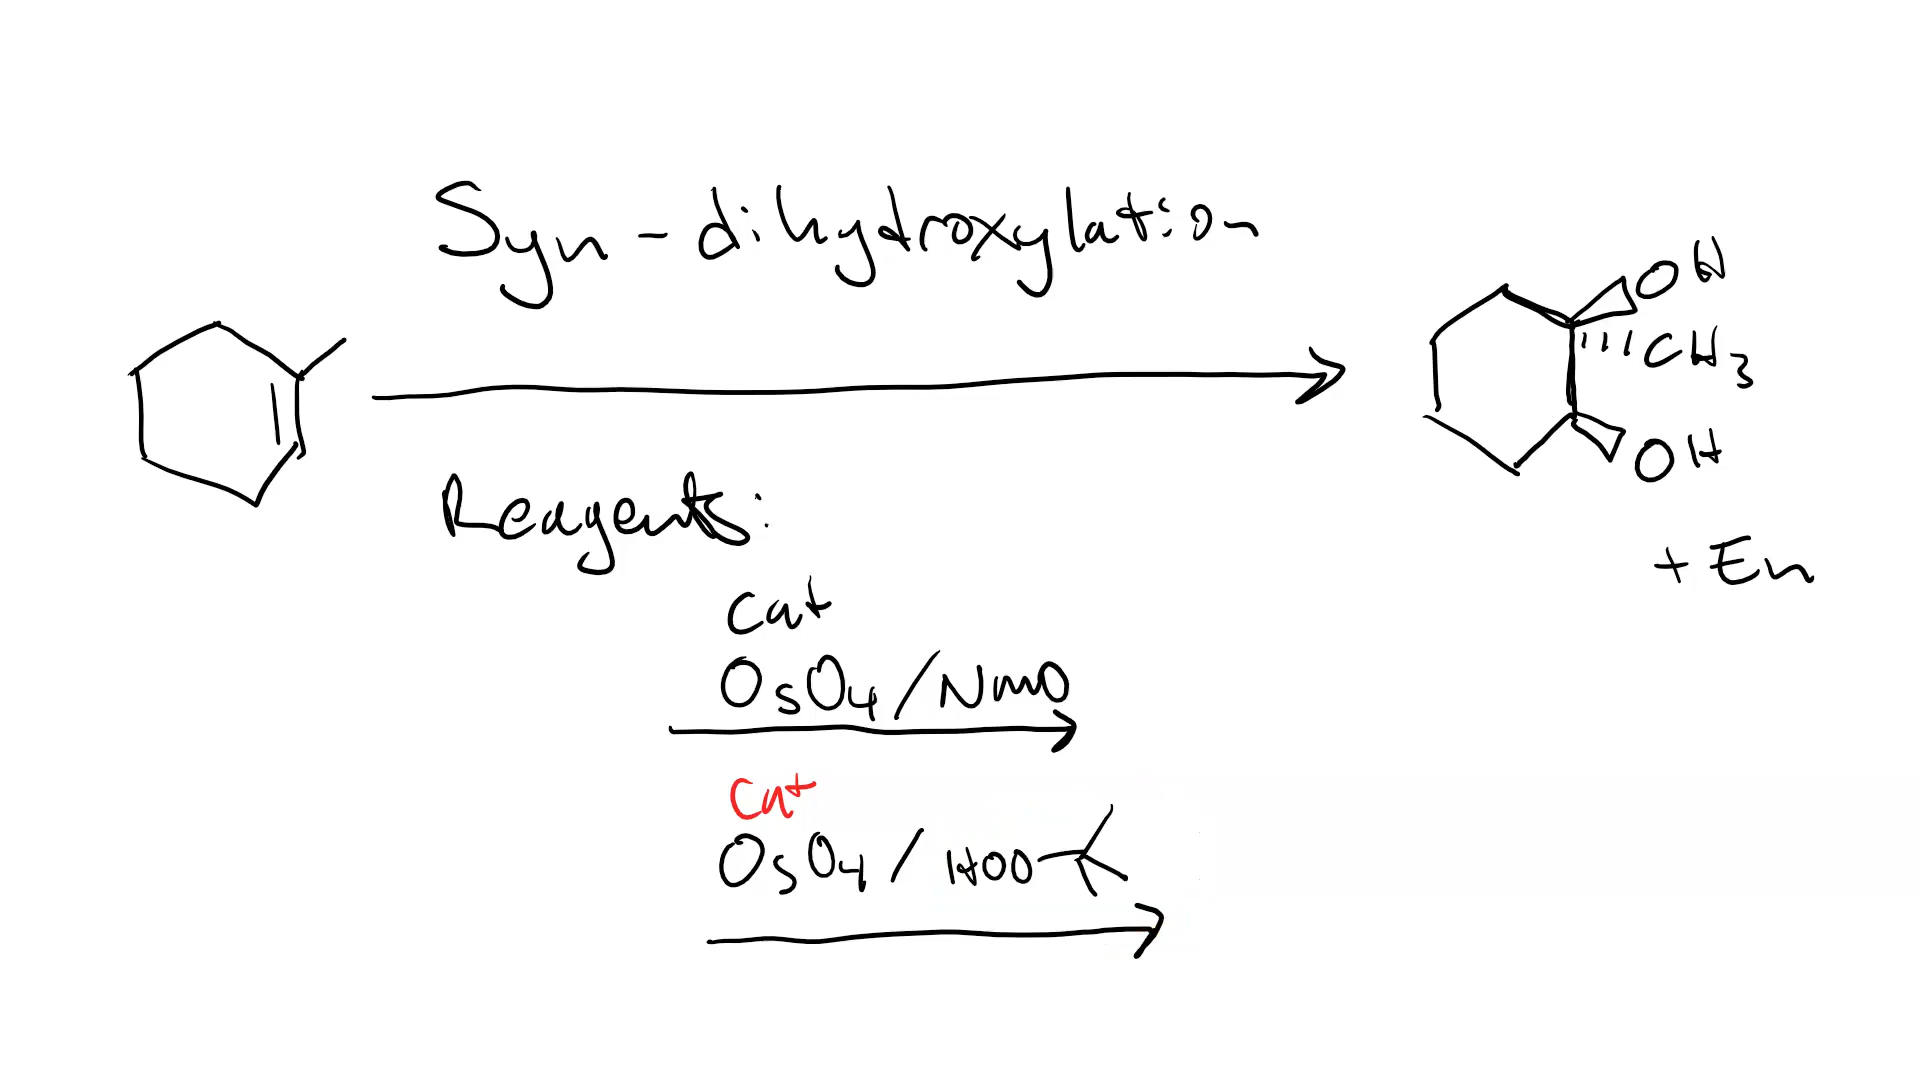 Syn-dihydroxylation
OH
CH3
OH
Reagents:
+ En
Cat
OsO4/NMO
Cat
OsO4/HOO